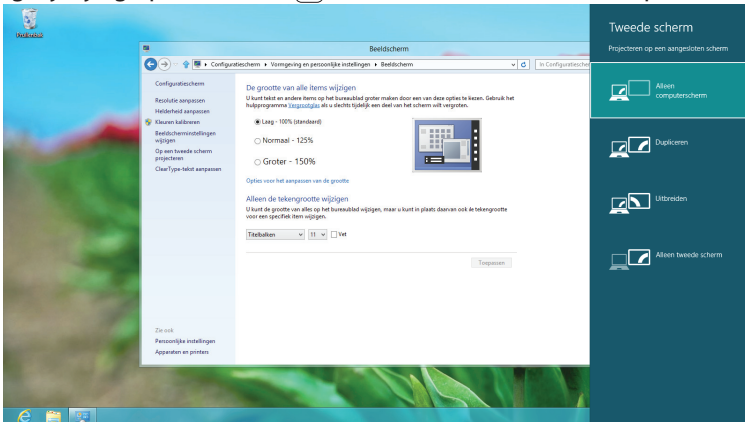 Prullenbak
Beeldscherm
Configuratiescherm
Vormgeving en persoonlijke instellingen
Beeldscherm
In Configuratiescher
Configuratiescherm
Resolutie aanpassen
Helderheid aanpassen
Kleuren kalibreren
Beeldscherminstellingen
wijzigen
Op een tweede scherm
projecteren
ClearType-tekst aanpassen
Zie ook
Persoonlijke instellingen
Apparaten en printers
De grootte van alle items wijzigen
U kunt tekst en andere items op het bureaublad groter maken door een van deze opties te kiezen. Gebruik het
hulpprogramma Vergrootglas als u slechts tijdelijk een deel van het scherm wilt vergroten.
Laag - 100% (standaard)
Normaal - 125%
Groter - 150%
Opties voor het aanpassen van de grootte
Alleen de tekengrootte wijzigen
U kunt de grootte van alles op het bureaublad wijzigen, maar u kunt in plaats daarvan ook de tekengrootte
voor een specifiek item wijzigen.
Titelbalken 11 Vet
Toepassen
Tweede scherm
Projecteren op een aangesloten scherm
Alleen
computerscherm
Dupliceren
Uitbreiden
Alleen tweede scherm